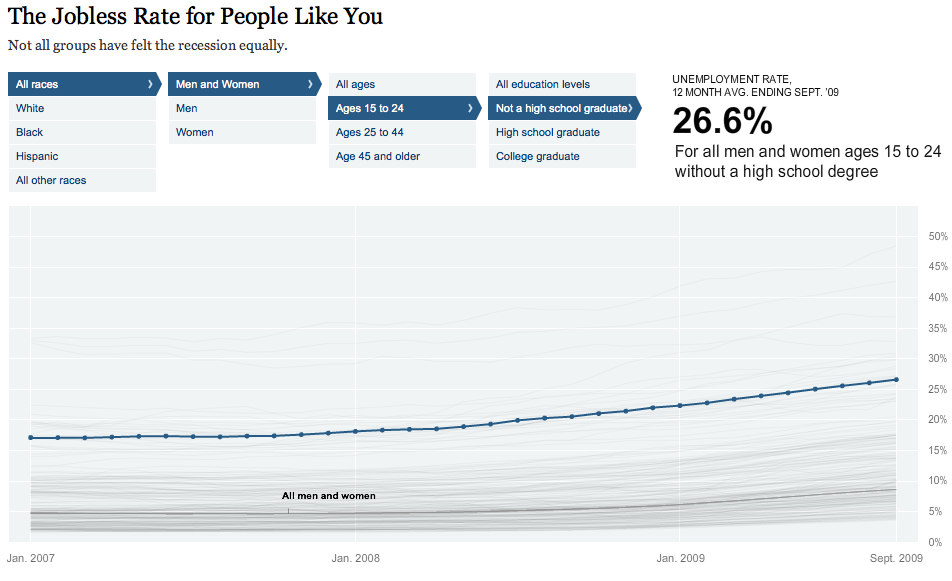 The Jobless Rate for People Like You
Not all groups have felt the recession equally.
All races ›
White
Black
Hispanic
All other races
Men and Women ›
Men
Women
All ages
Ages 15 to 24 ›
Ages 25 to 44
Age 45 and older
All education levels
Not a high school graduate›
High school graduate
College graduate
UNEMPLOYMENT RATE,
12 MONTH AVG. ENDING SEPT. '09
26.6%
For all men and women ages 15 to 24
without a high school degree
50%
45%
40%
35%
30%
25%
20%
15%
10%
5%
0%
All men and women
Jan. 2007
Jan. 2008
Jan. 2009
Sept. 2009